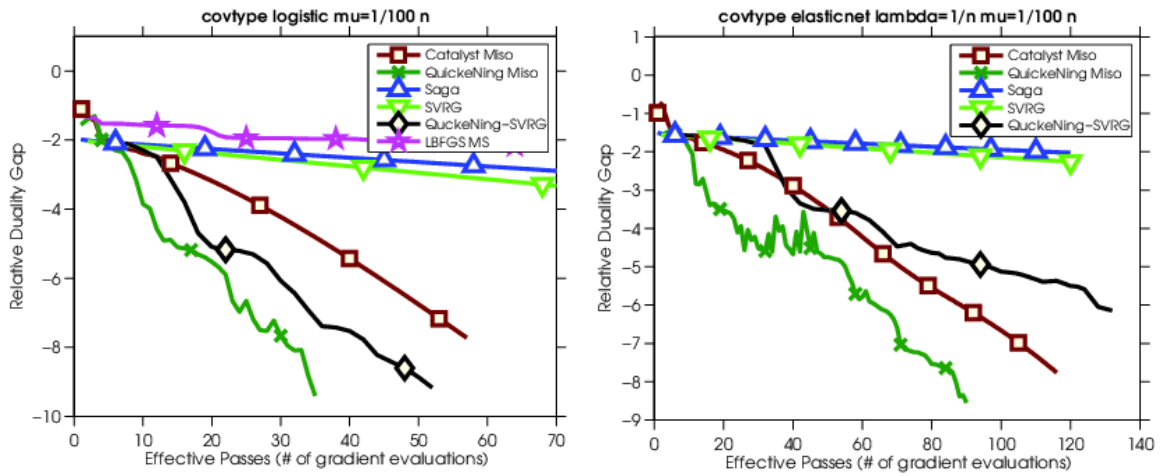 covtype logistic mu=1/100 n
1
0
−2
−4
−6
−8
−10
Relative Duality Gap
Catalyst Miso
QuickeNing Miso
Saga
SVRG
QuckeNing−SVRG
LBFGS MS
0 10 20 30 40 50 60 70
Effective Passes (# of gradient evaluations)
covtype elasticnet lambda=1/n mu=1/100 n
1
0
−1
−2
−3
−4
−5
−6
−7
−8
−9
Relative Duality Gap
Catalyst Miso
QuickeNing Miso
Saga
SVRG
QuckeNing−SVRG
0 20 40 60 80 100 120 140
Effective Passes (# of gradient evaluations)